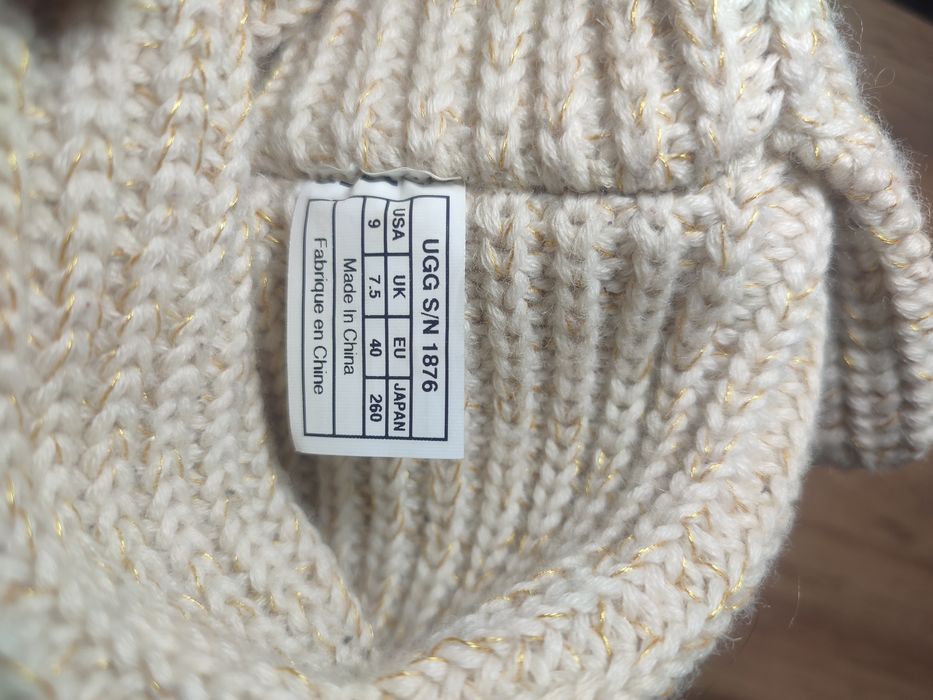 UGG S/N 1876
USA UK EU JAPAN
9 7.5 40 260
Made In China
Fabrique en Chine